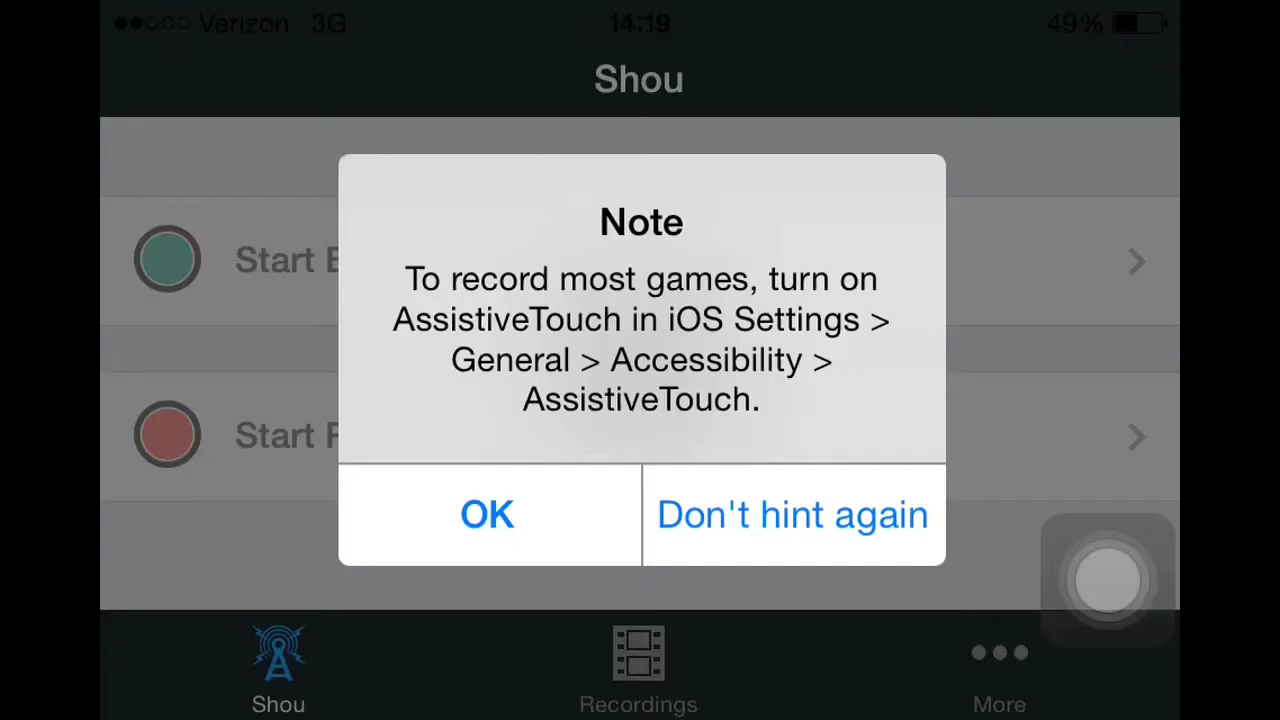 Verizon 3G 14:19 49%
Shou
Note
To record most games, turn on
AssistiveTouch in iOS Settings >
General > Accessibility >
AssistiveTouch.
Start
Start
OK Don't hint again
Shou Recordings More